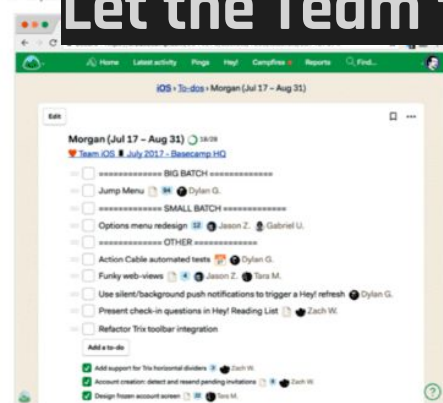 Let the Team
Home Latest activity Pings Hey! Campfires Reports Find...
iOS › To-dos › Morgan (Jul 17 – Aug 31)
Edit
Morgan (Jul 17 – Aug 31) 18/28
Team iOS July 2017 - Basecamp HQ
============= BIG BATCH =============
Jump Menu 94 Dylan G.
============= SMALL BATCH =============
Options menu redesign 12 Jason Z. Gabriel U.
============= OTHER =============
Action Cable automated tests Dylan G.
Funky web-views 4 Jason Z. Tara M.
Use silent/background push notifications to trigger a Hey! refresh Dylan G.
Present check-in questions in Hey! Reading List Zach W.
Refactor Trix toolbar integration
Add a to-do
Add support for Trix horizontal dividers Zach W.
Account creation: detect and resend pending invitations Zach W.
Design frozen account screen Tara M.
?